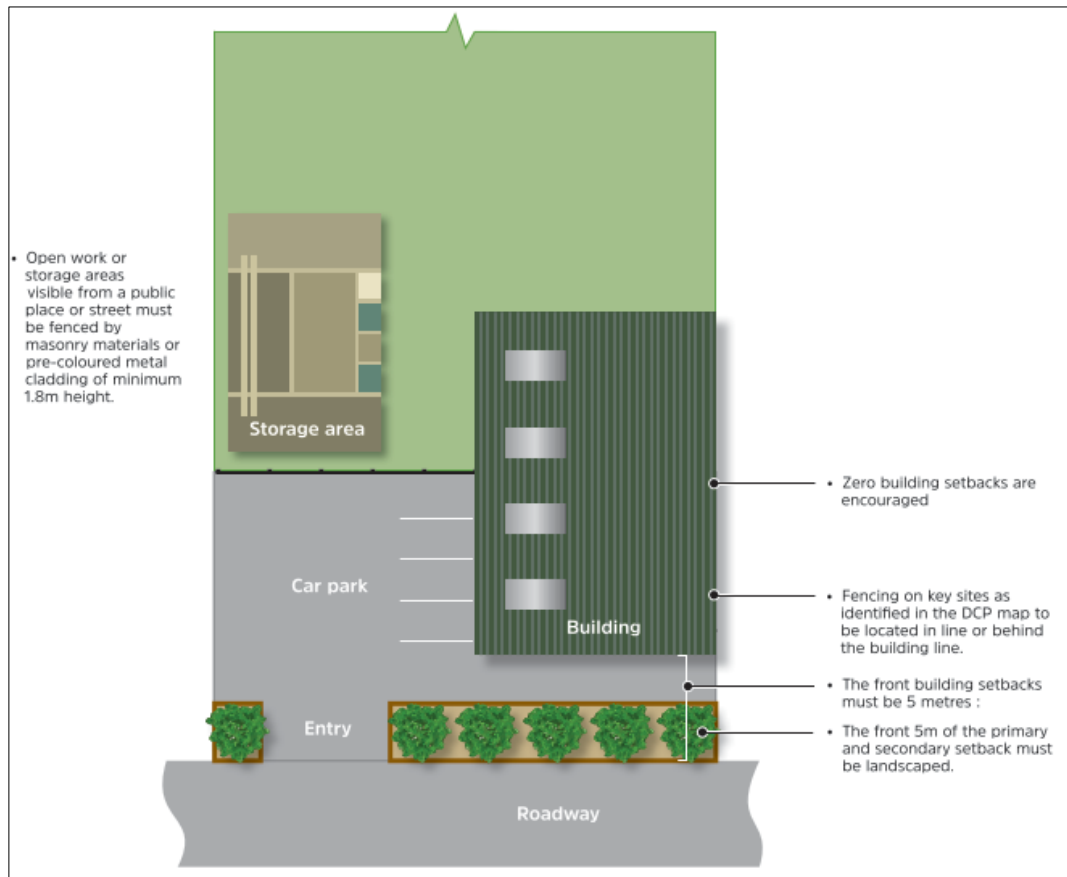 • Open work or
storage areas
visible from a public
place or street must
be fenced by
masonry materials or
pre-coloured metal
cladding of minimum
1.8m height.
Storage area
• Zero building setbacks are
encouraged
Car park
Building
• Fencing on key sites as
identified in the DCP map to
be located in line or behind
the building line.
• The front building setbacks
must be 5 metres :
Entry
• The front 5m of the primary
and secondary setback must
be landscaped.
Roadway